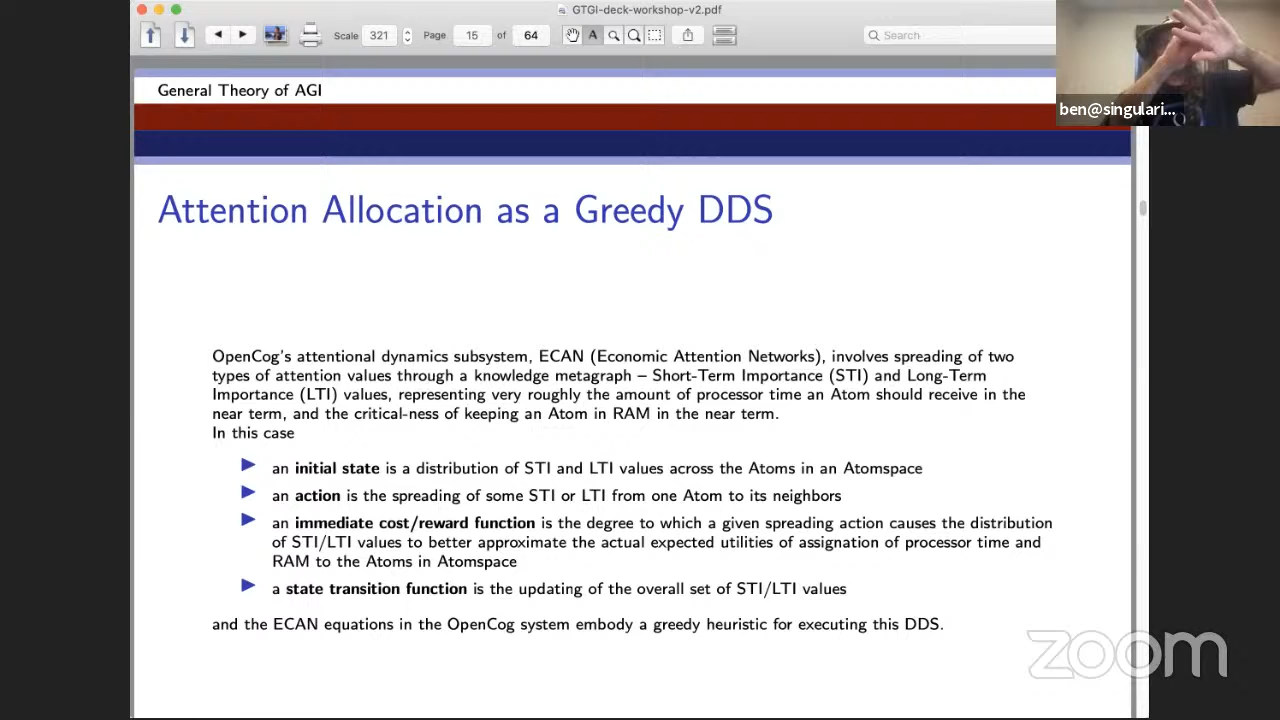 GTGI-deck-workshop-v2.pdf
Scale 321 Page 15 of 64 Search
ben@singulari...
General Theory of AGI
Attention Allocation as a Greedy DDS
OpenCog's attentional dynamics subsystem, ECAN (Economic Attention Networks), involves spreading of two
types of attention values through a knowledge metagraph – Short-Term Importance (STI) and Long-Term
Importance (LTI) values, representing very roughly the amount of processor time an Atom should receive in the
near term, and the critical-ness of keeping an Atom in RAM in the near term.
In this case
an initial state is a distribution of STI and LTI values across the Atoms in an Atomspace
an action is the spreading of some STI or LTI from one Atom to its neighbors
an immediate cost/reward function is the degree to which a given spreading action causes the distribution
of STI/LTI values to better approximate the actual expected utilities of assignation of processor time and
RAM to the Atoms in Atomspace
a state transition function is the updating of the overall set of STI/LTI values
and the ECAN equations in the OpenCog system embody a greedy heuristic for executing this DDS.
zoom